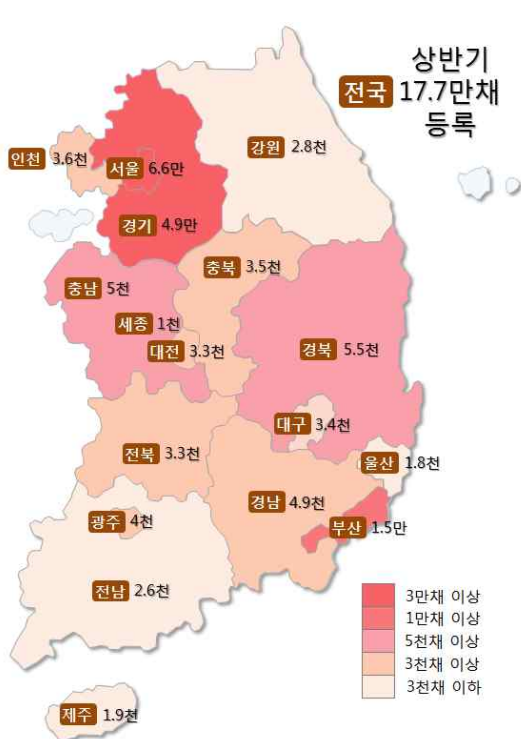 상반기
전국 17.7만채
등록
강원 2.8천
인천 3.6천
서울 6.6만
경기 4.9만
충북 3.5천
충남 5천
세종 1천
대전 3.3천
경북 5.5천
대구 3.4천
전북 3.3천
울산 1.8천
경남 4.9천
광주 4천
부산 1.5만
전남 2.6천
제주 1.9천
3만채 이상
1만채 이상
5천채 이상
3천채 이상
3천채 이하